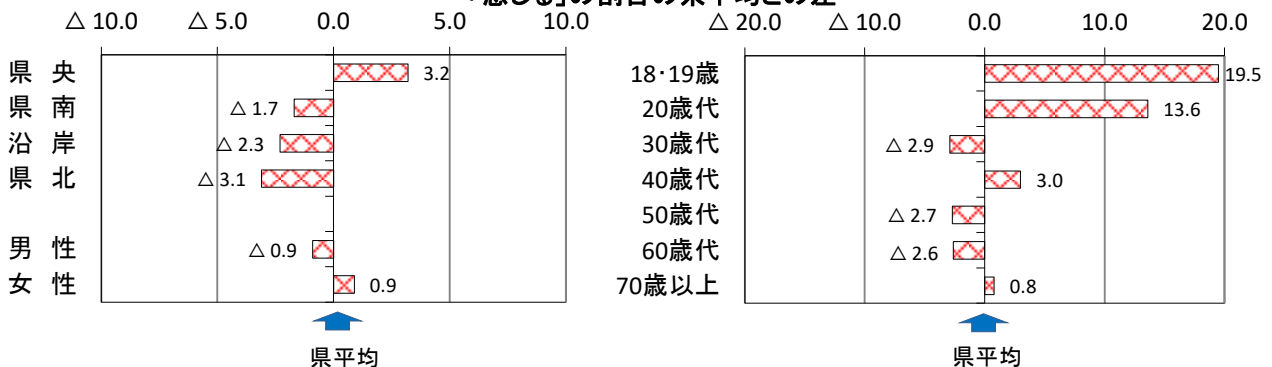 「感じる」の割合の県平均との差
△ 10.0 △ 5.0 0.0 5.0 10.0
県 央 3.2
県 南 △ 1.7
沿 岸 △ 2.3
県 北 △ 3.1
男 性 △ 0.9
女 性 0.9
県平均
△ 20.0 △ 10.0 0.0 10.0 20.0
18･19歳 19.5
20歳代 13.6
30歳代 △ 2.9
40歳代 3.0
50歳代 △ 2.7
60歳代 △ 2.6
70歳以上 0.8
県平均